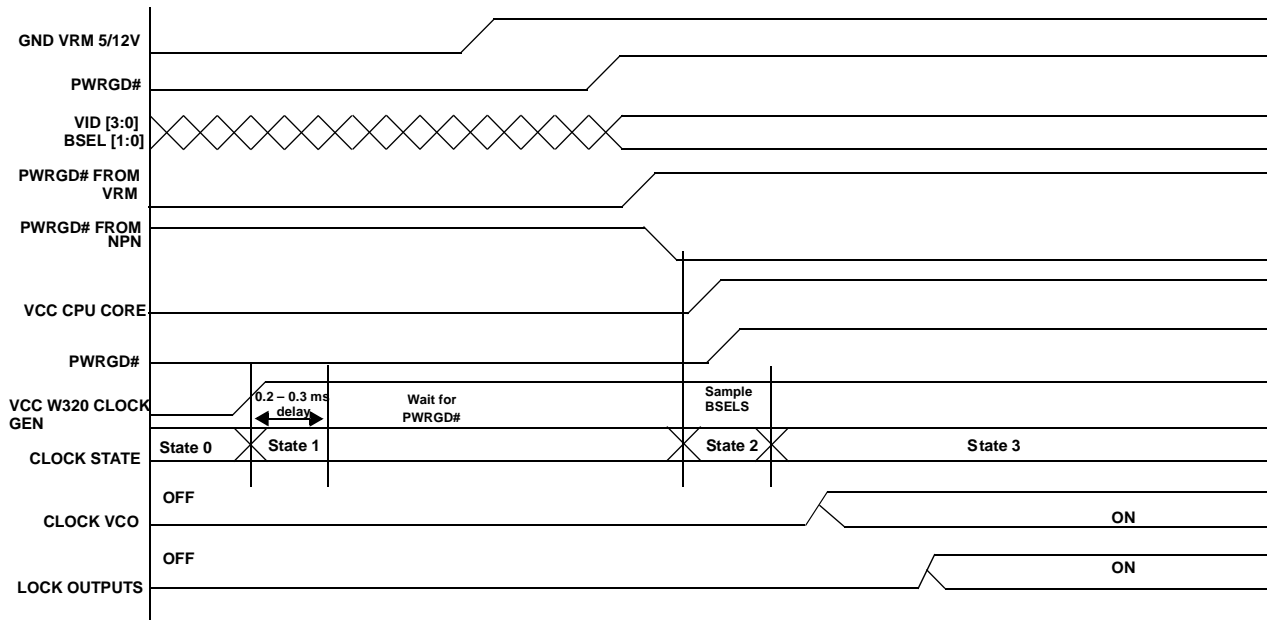 GND VRM 5/12V
PWRGD#
VID [3:0]
BSEL [1:0]
PWRGD# FROM
VRM
PWRGD# FROM
NPN
VCC CPU CORE
PWRGD#
VCC W320 CLOCK
GEN
0.2 – 0.3 ms
delay
Wait for
PWRGD#
Sample
BSELS
CLOCK STATE
State 0
State 1
State 2
State 3
OFF
CLOCK VCO
ON
OFF
LOCK OUTPUTS
ON